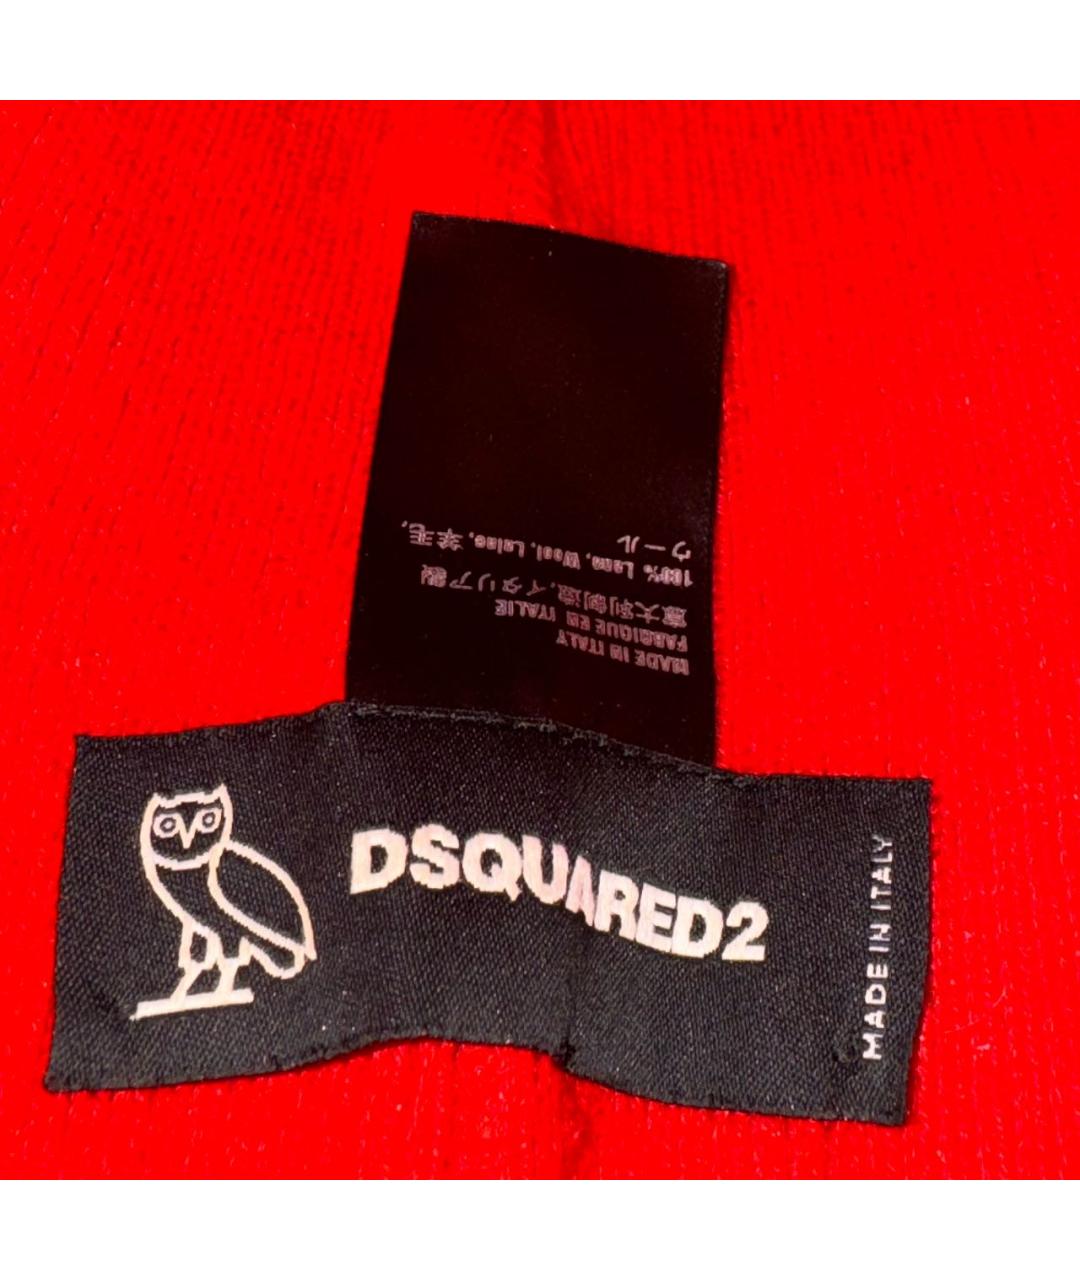 MADE IN ITALY
FABRIQUE EN ITALIE
意大利制造, イタリア製
100% Lana, Wool, Laine, 羊毛,
ウール
DSQUARED2
MADE IN ITALY